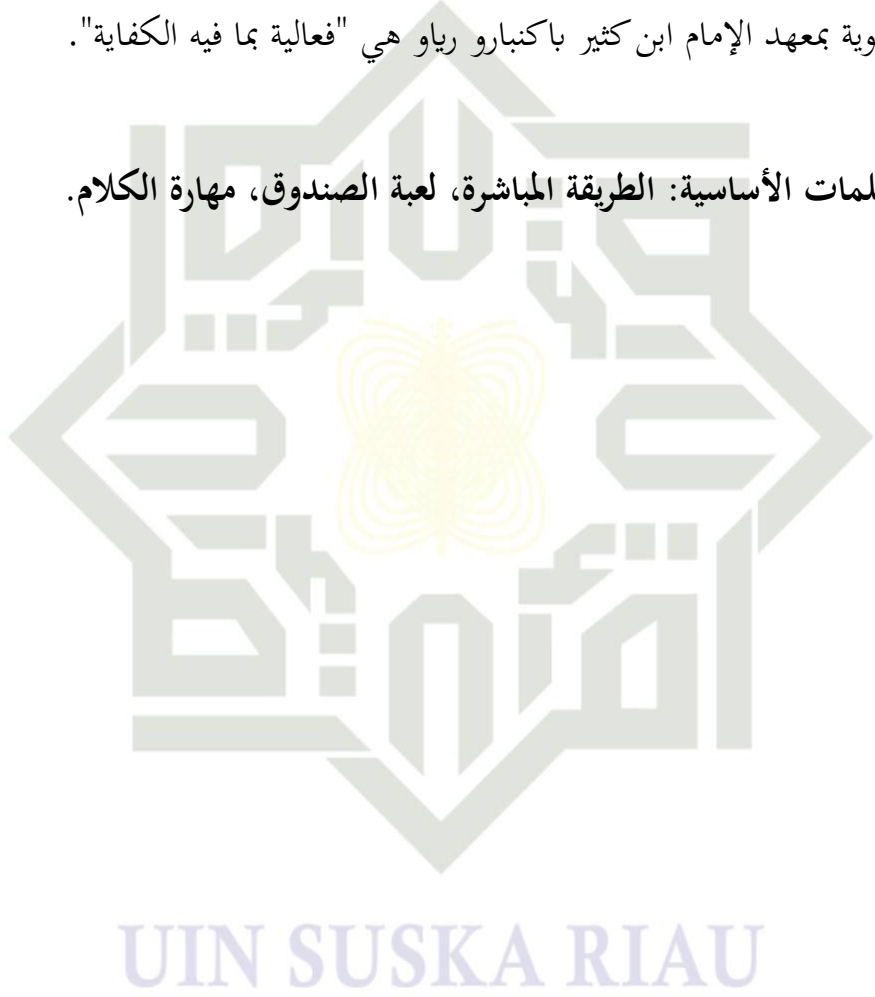 وية بمعهد الإمام ابن كثير باكنبارو رياو هي "فعالية بما فيه الكفاية".
لمات الأساسية: الطريقة المباشرة، لعبة الصندوق، مهارة الكلام.
UIN SUSKA RIAU